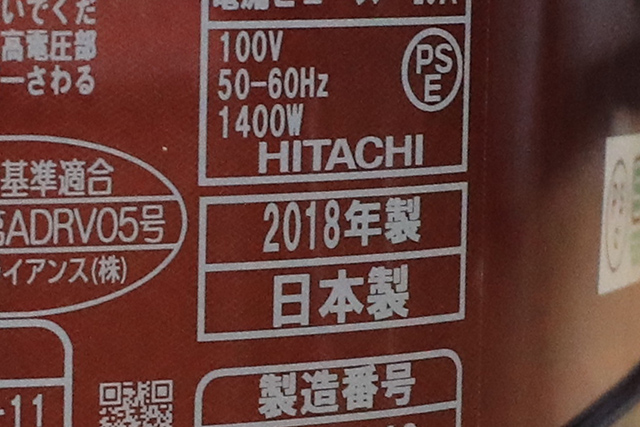 いでくだ
高電圧部
ーさわる
100V
50-60Hz
1400W
PS
E
HITACHI
基準適合
ADRV05号
イアンス(株)
2018年製
日本製
-11
製造番号